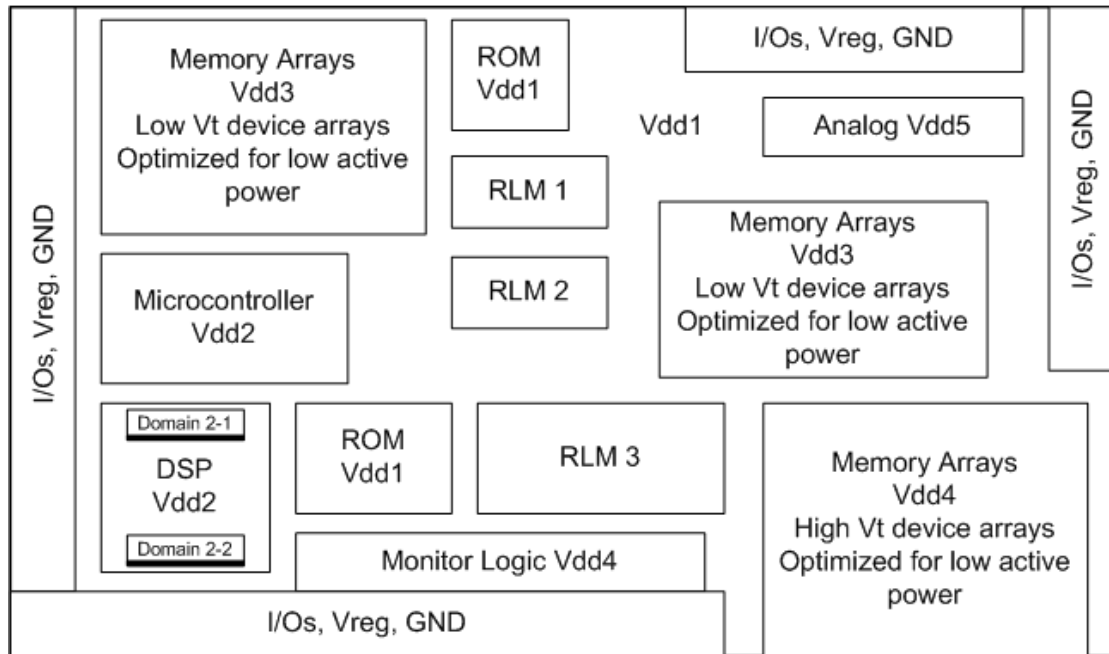 I/Os, Vreg, GND
Memory Arrays
Vdd3
Low Vt device arrays
Optimized for low active
power
ROM
Vdd1
I/Os, Vreg, GND
Vdd1
Analog Vdd5
I/Os, Vreg, GND
RLM 1
Memory Arrays
Vdd3
Low Vt device arrays
Optimized for low active
power
Microcontroller
Vdd2
RLM 2
Domain 2-1
DSP
Vdd2
Domain 2-2
ROM
Vdd1
RLM 3
Memory Arrays
Vdd4
High Vt device arrays
Optimized for low active
power
Monitor Logic Vdd4
I/Os, Vreg, GND